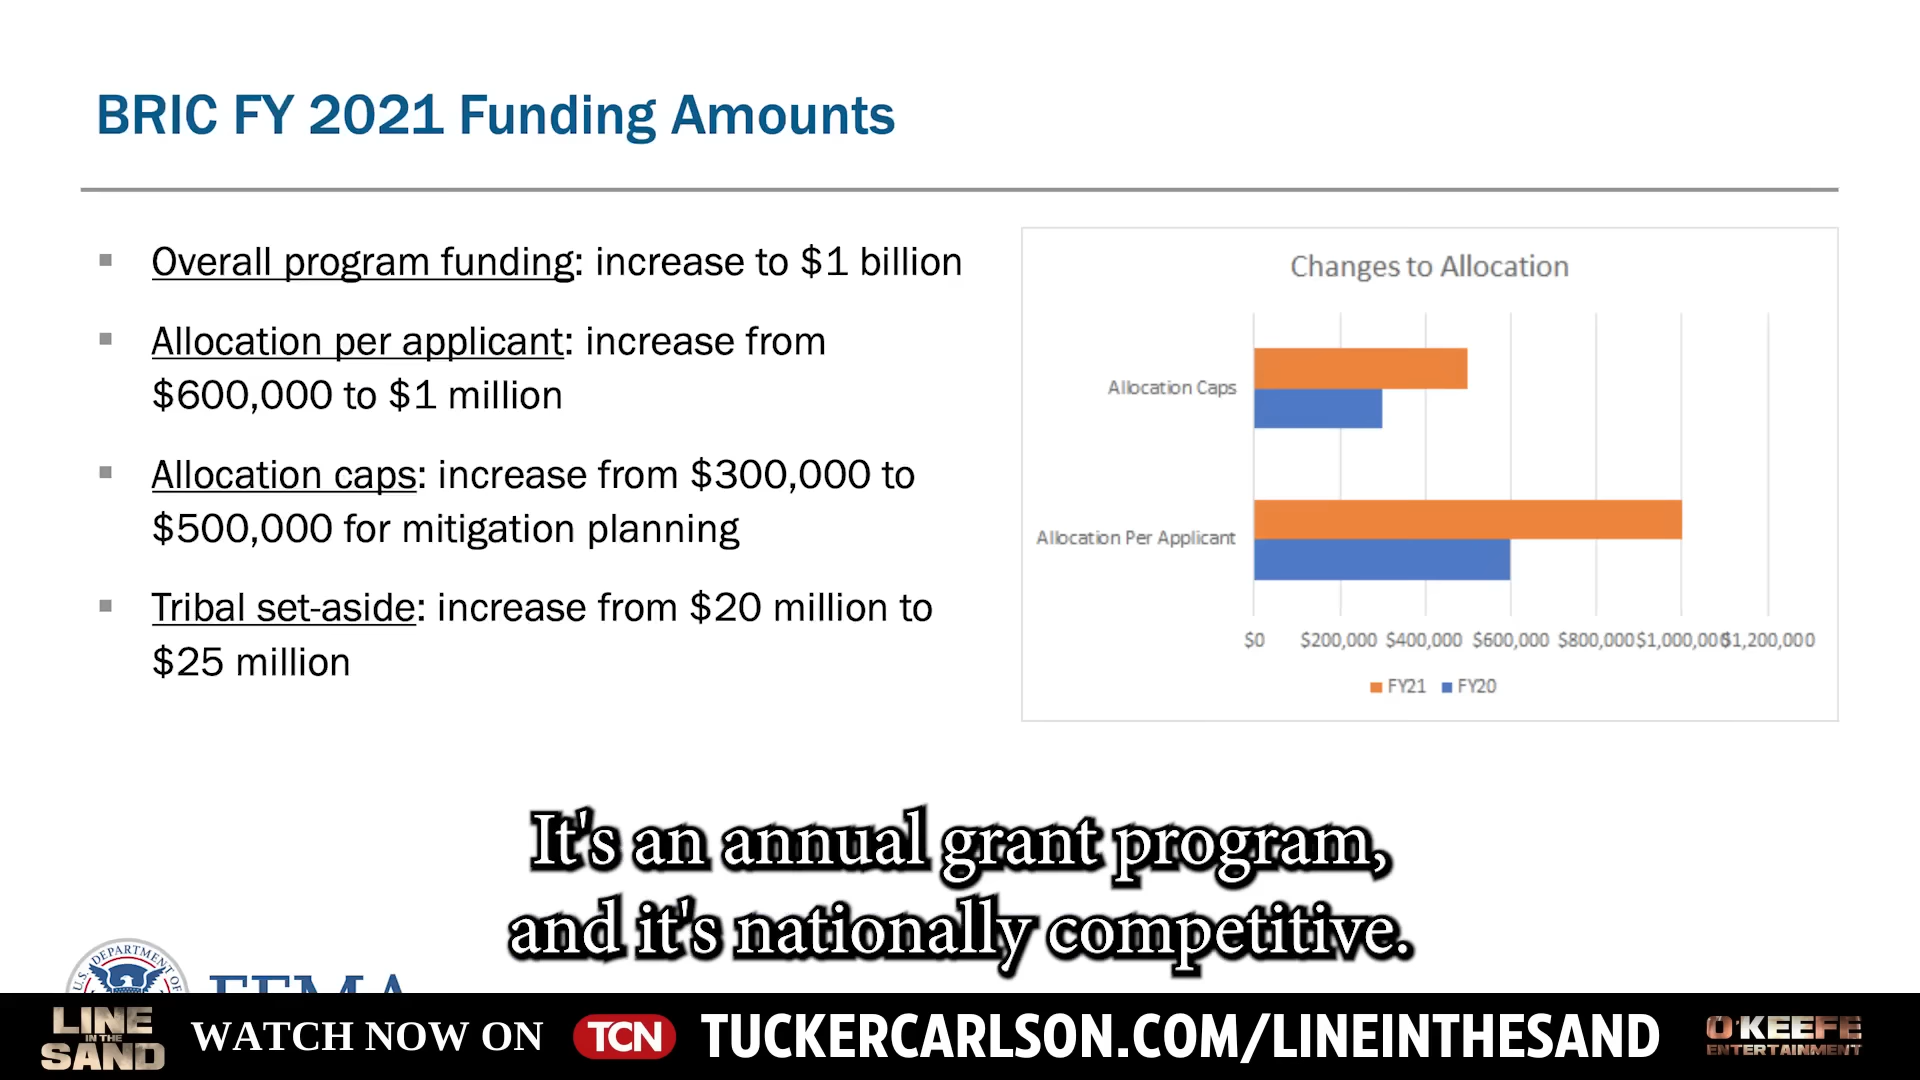 BRIC FY 2021 Funding Amounts
Overall program funding: increase to $1 billion
Allocation per applicant: increase from
$600,000 to $1 million
Allocation caps: increase from $300,000 to
$500,000 for mitigation planning
Tribal set-aside: increase from $20 million to
$25 million
Changes to Allocation
Allocation Caps
Allocation Per Applicant
$0 $200,000 $400,000 $600,000 $800,000 $1,000,000 $1,200,000
FY21 FY20
It's an annual grant program,
and it's nationally competitive.
U.S. DEPARTMENT OF
FEMA
LINE
IN THE
SAND
WATCH NOW ON TCN TUCKERCARLSON.COM/LINEINTHESAND
O'KEEFE
ENTERTAINMENT